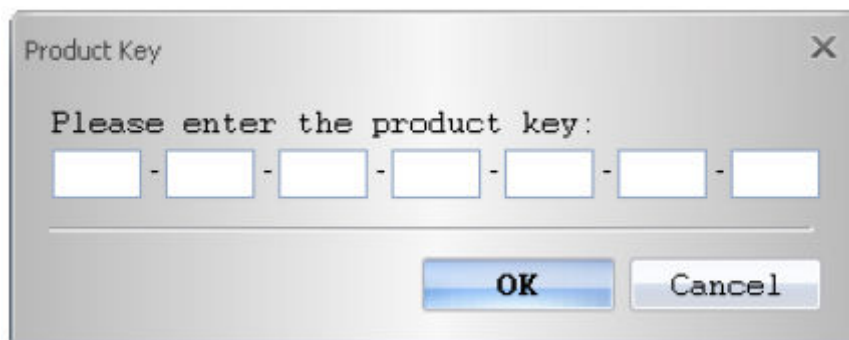 Product Key
Please enter the product key:
- - - - - -
OK Cancel